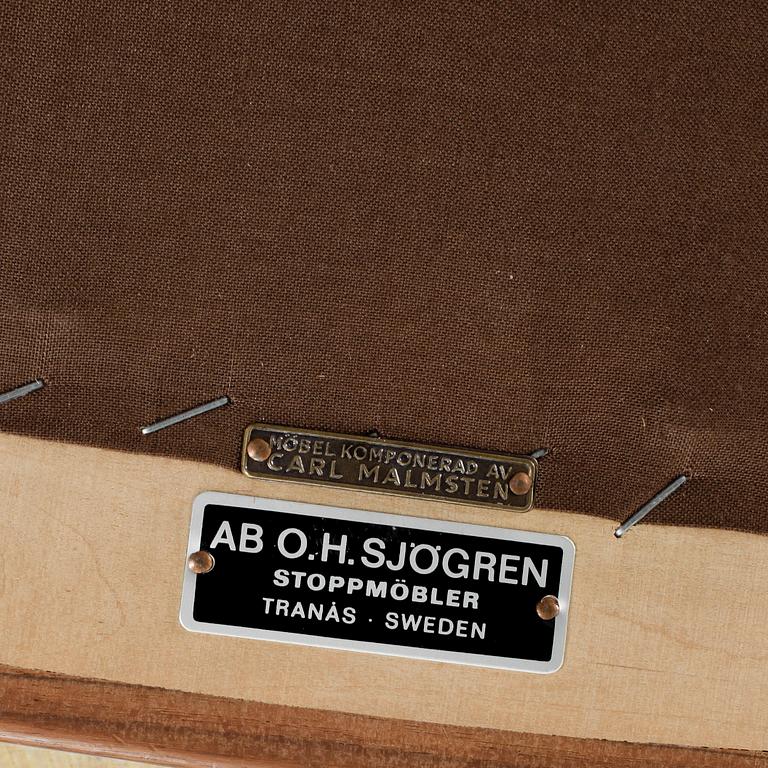 MÖBEL KOMPONERAD AV
CARL MALMSTEN
AB O.H. SJÖGREN
STOPPMÖBLER
TRANÅS · SWEDEN